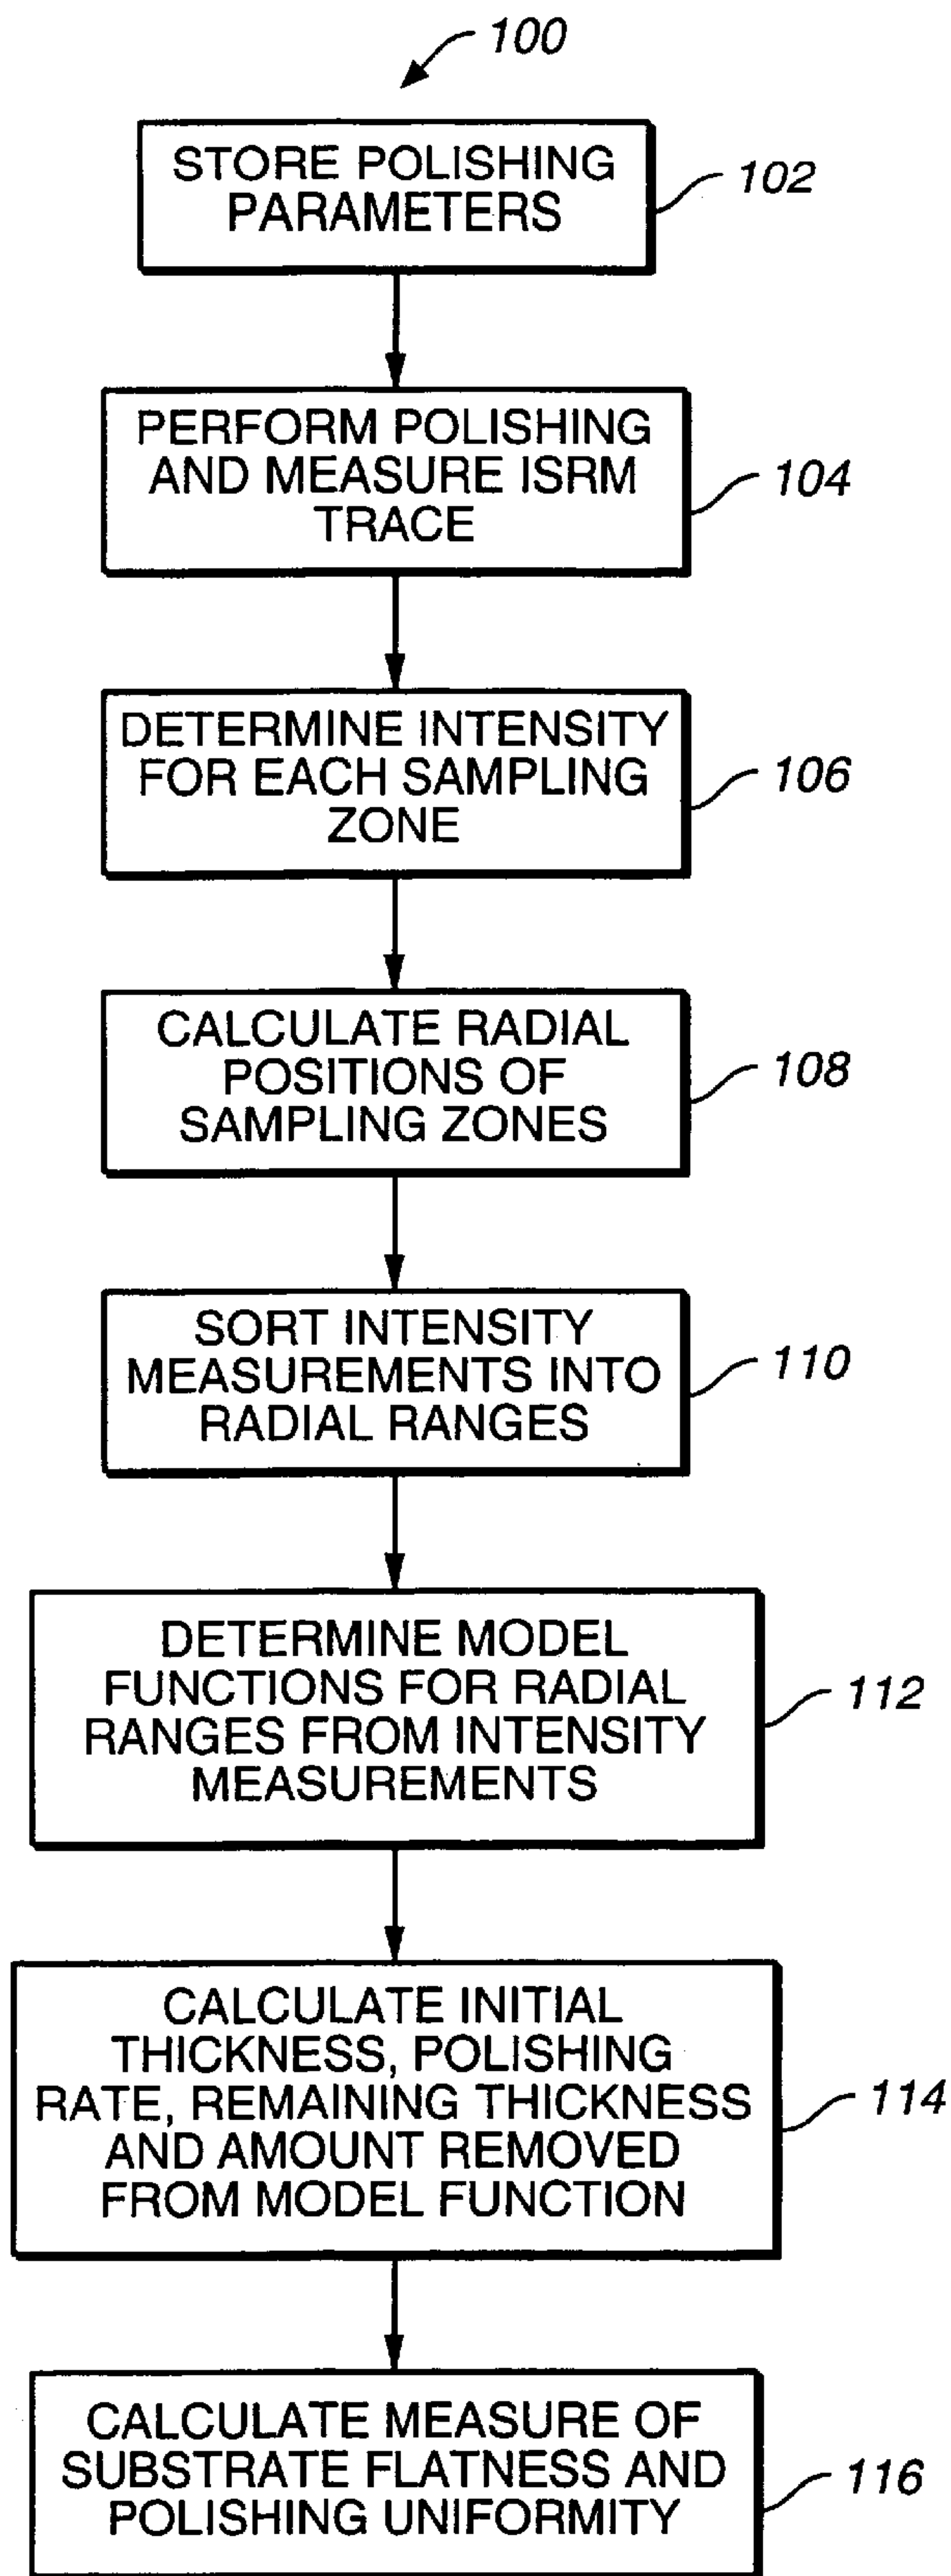 100
STORE POLISHING
PARAMETERS
102
PERFORM POLISHING
AND MEASURE ISRM
TRACE
104
DETERMINE INTENSITY
FOR EACH SAMPLING
ZONE
106
CALCULATE RADIAL
POSITIONS OF
SAMPLING ZONES
108
SORT INTENSITY
MEASUREMENTS INTO
RADIAL RANGES
110
DETERMINE MODEL
FUNCTIONS FOR RADIAL
RANGES FROM INTENSITY
MEASUREMENTS
112
CALCULATE INITIAL
THICKNESS, POLISHING
RATE, REMAINING THICKNESS
AND AMOUNT REMOVED
FROM MODEL FUNCTION
114
CALCULATE MEASURE OF
SUBSTRATE FLATNESS AND
POLISHING UNIFORMITY
116